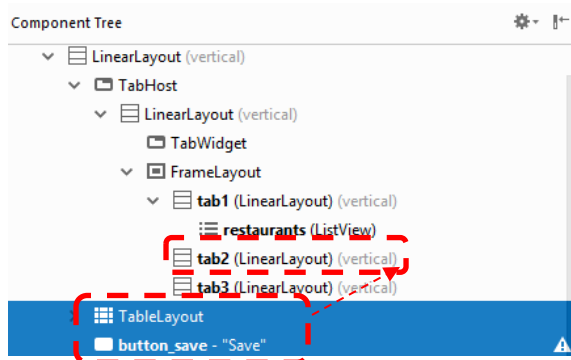 Component Tree
LinearLayout (vertical)
TabHost
LinearLayout (vertical)
TabWidget
FrameLayout
tab1 (LinearLayout) (vertical)
restaurants (ListView)
tab2 (LinearLayout) (vertical)
tab3 (LinearLayout) (vertical)
TableLayout
button_save - "Save"